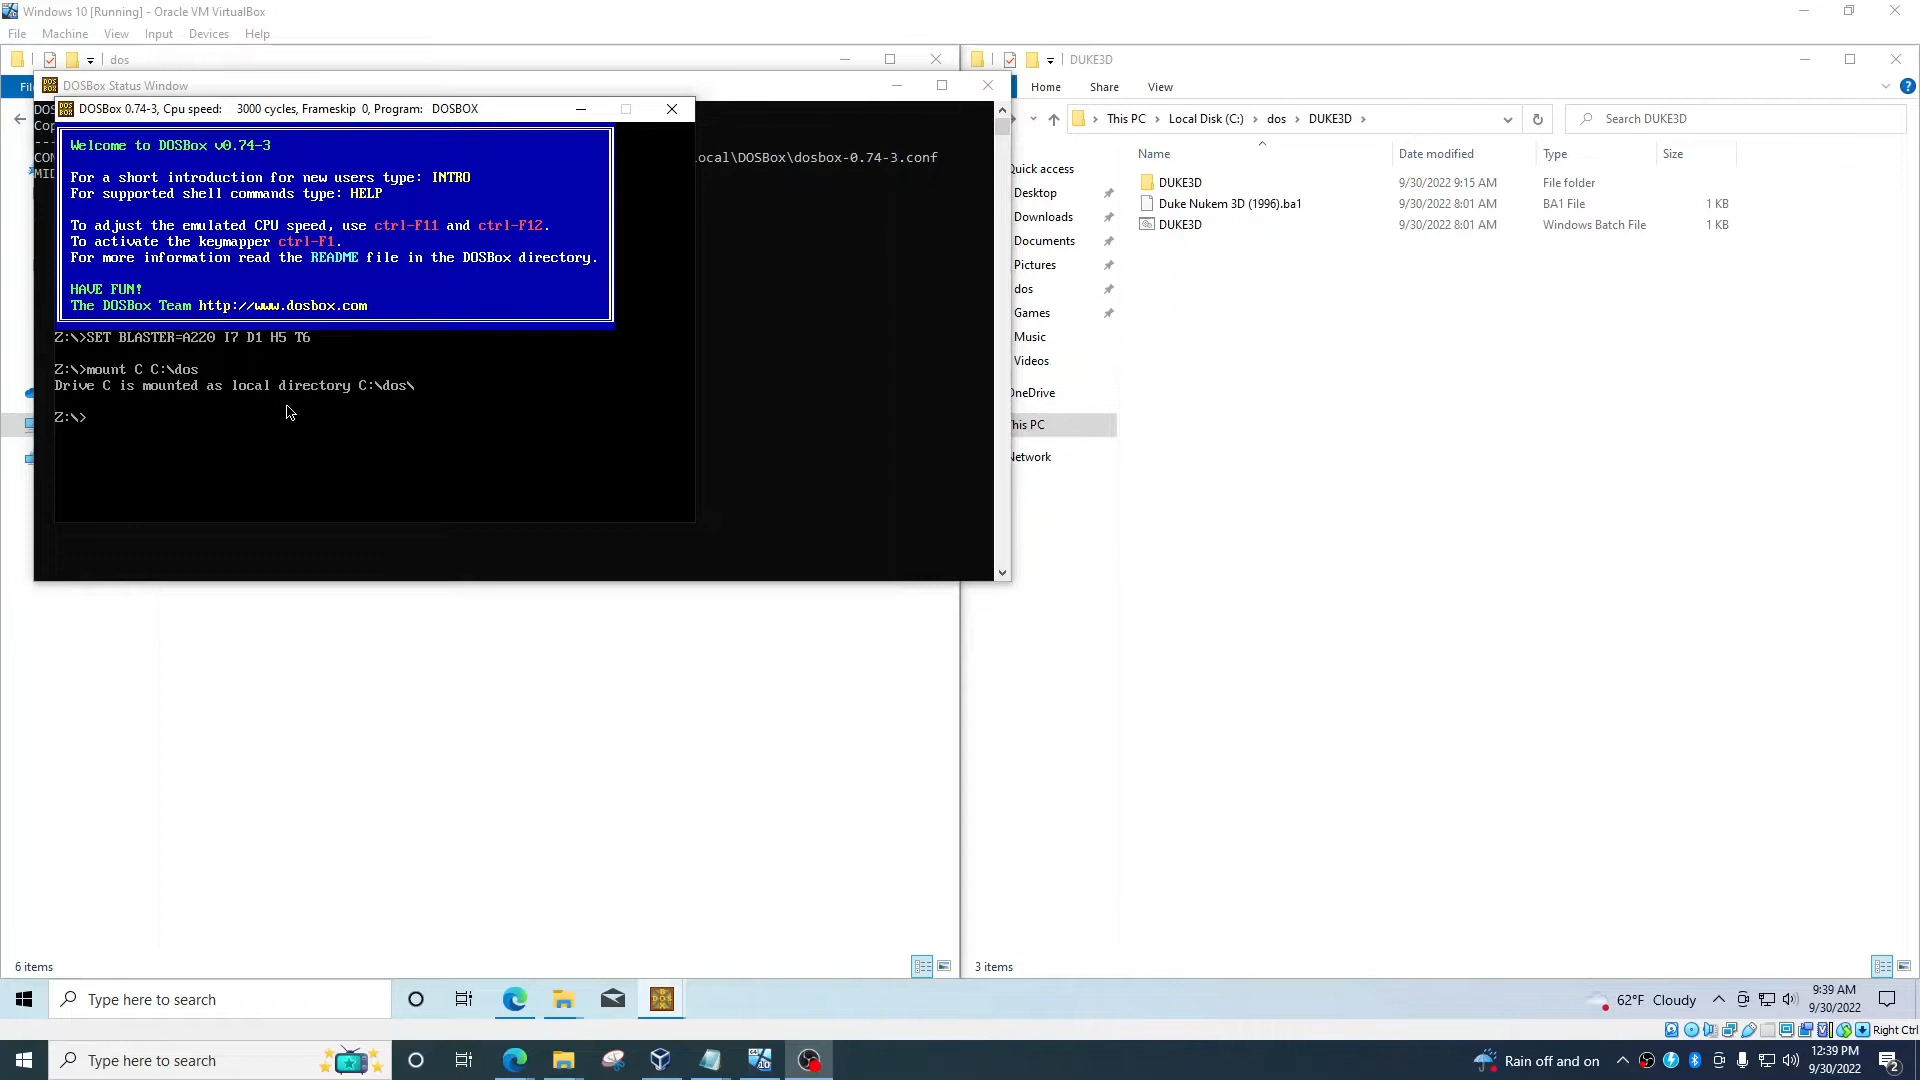 Windows 10 [Running] - Oracle VM VirtualBox
File Machine View Input Devices Help
dos
DOSBox Status Window
DOSBox 0.74-3, Cpu speed: 3000 cycles, Frameskip 0, Program: DOSBOX
ocal\DOSBox\dosbox-0.74-3.conf
Welcome to DOSBox v0.74-3
For a short introduction for new users type: INTRO
For supported shell commands type: HELP
To adjust the emulated CPU speed, use ctrl-F11 and ctrl-F12.
To activate the keymapper ctrl-F1.
For more information read the README file in the DOSBox directory.
HAVE FUN!
The DOSBox Team http://www.dosbox.com
Z:\>SET BLASTER=A220 I7 D1 H5 T6
Z:\>mount C C:\dos
Drive C is mounted as local directory C:\dos\
Z:\>
6 items
DUKE3D
Home Share View
This PC Local Disk (C:) dos DUKE3D
Search DUKE3D
Quick access
Desktop
Downloads
Documents
Pictures
dos
Games
Music
Videos
OneDrive
This PC
Network
Name Date modified Type Size
DUKE3D 9/30/2022 9:15 AM File folder
Duke Nukem 3D (1996).ba1 9/30/2022 8:01 AM BA1 File 1 KB
DUKE3D 9/30/2022 8:01 AM Windows Batch File 1 KB
3 items
Type here to search
62°F Cloudy
9:39 AM
9/30/2022
Right Ctrl
Type here to search
Rain off and on
12:39 PM
9/30/2022
2